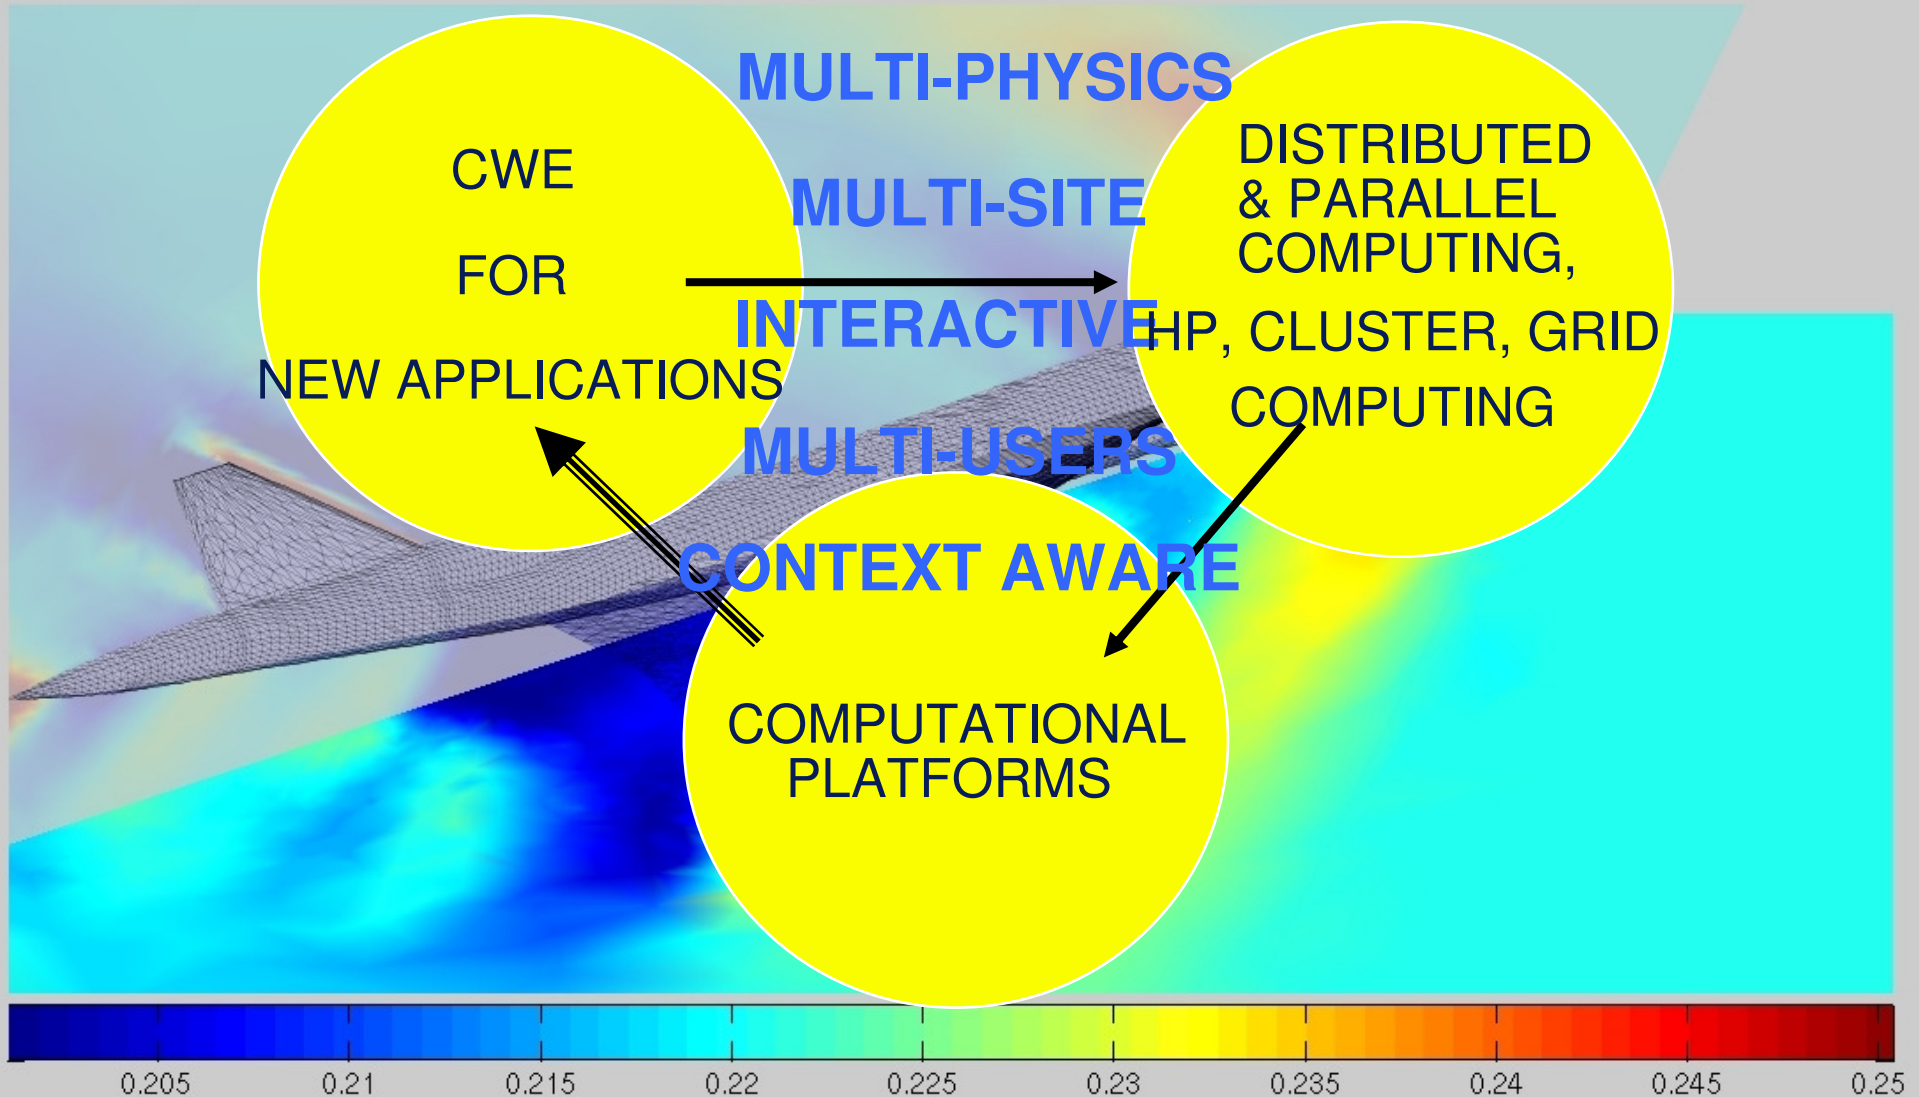 MULTI-PHYSICS
MULTI-SITE
INTERACTIVE
MULTI-USERS
CONTEXT AWARE
CWE
FOR
NEW APPLICATIONS
DISTRIBUTED
& PARALLEL
COMPUTING,
HP, CLUSTER, GRID
COMPUTING
COMPUTATIONAL
PLATFORMS
0.205 0.21 0.215 0.22 0.225 0.23 0.235 0.24 0.245 0.25